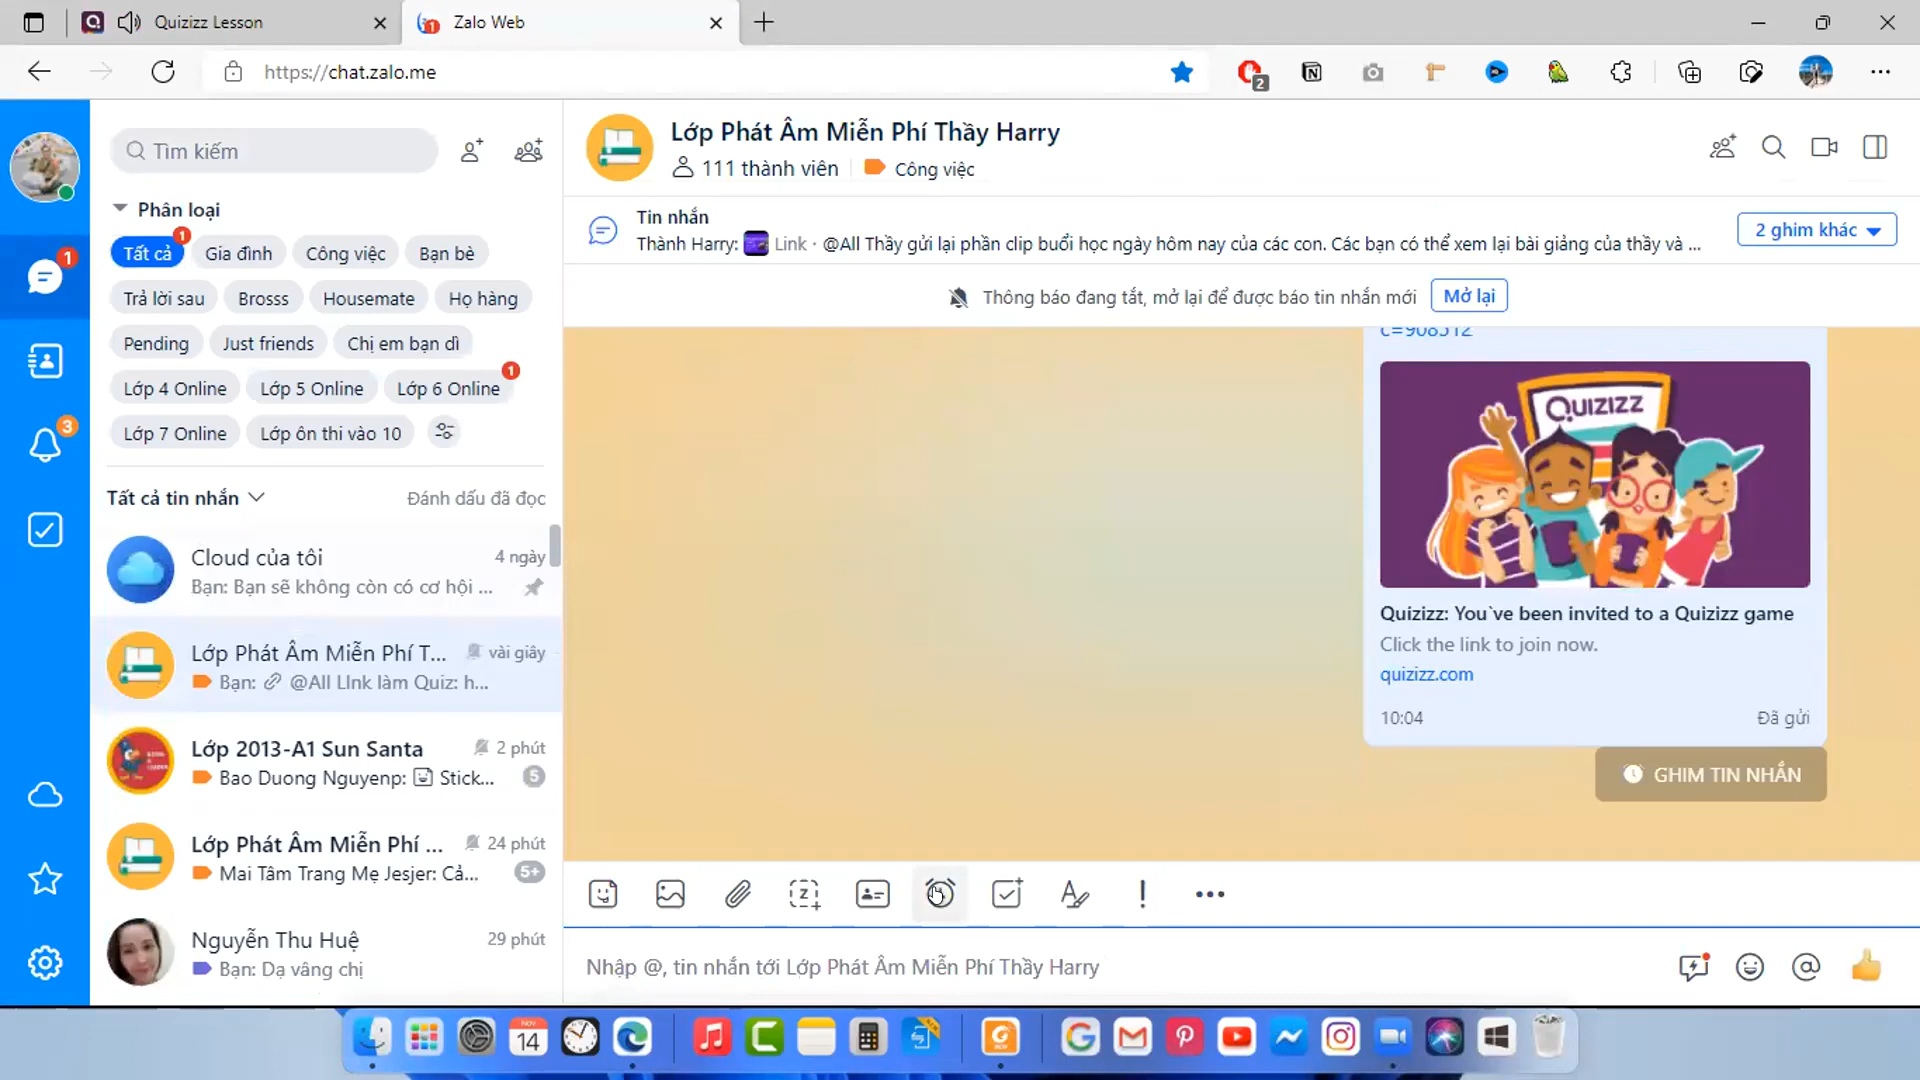 Quizizz Lesson
Zalo Web
https://chat.zalo.me
2
Tìm kiếm
Phân loại
Tất cả
1
Gia đình
Công việc
Bạn bè
Trả lời sau
Brosss
Housemate
Họ hàng
Pending
Just friends
Chị em bạn dì
Lớp 4 Online
Lớp 5 Online
Lớp 6 Online
1
Lớp 7 Online
Lớp ôn thi vào 10
1
3
Tất cả tin nhắn
Đánh dấu đã đọc
Cloud của tôi
4 ngày
Bạn: Bạn sẽ không còn có cơ hội ...
Lớp Phát Âm Miễn Phí T...
vài giây
Bạn: @All LInk làm Quiz: h...
Lớp 2013-A1 Sun Santa
2 phút
Bao Duong Nguyenp: Stick...
5
Lớp Phát Âm Miễn Phí ...
24 phút
Mai Tâm Trang Mẹ Jesjer: Cả...
5+
Nguyễn Thu Huệ
29 phút
Bạn: Dạ vâng chị
Lớp Phát Âm Miễn Phí Thầy Harry
111 thành viên
Công việc
Tin nhắn
Thành Harry: Link · @All Thầy gửi lại phần clip buổi học ngày hôm nay của các con. Các bạn có thể xem lại bài giảng của thầy và ...
2 ghim khác
Thông báo đang tắt, mở lại để được báo tin nhắn mới
Mở lại
c=908512
QUIZIZZ
Quizizz: You`ve been invited to a Quizizz game
Click the link to join now.
quizizz.com
10:04
Đã gửi
GHIM TIN NHẮN
Nhập @, tin nhắn tới Lớp Phát Âm Miễn Phí Thầy Harry
NOV
14